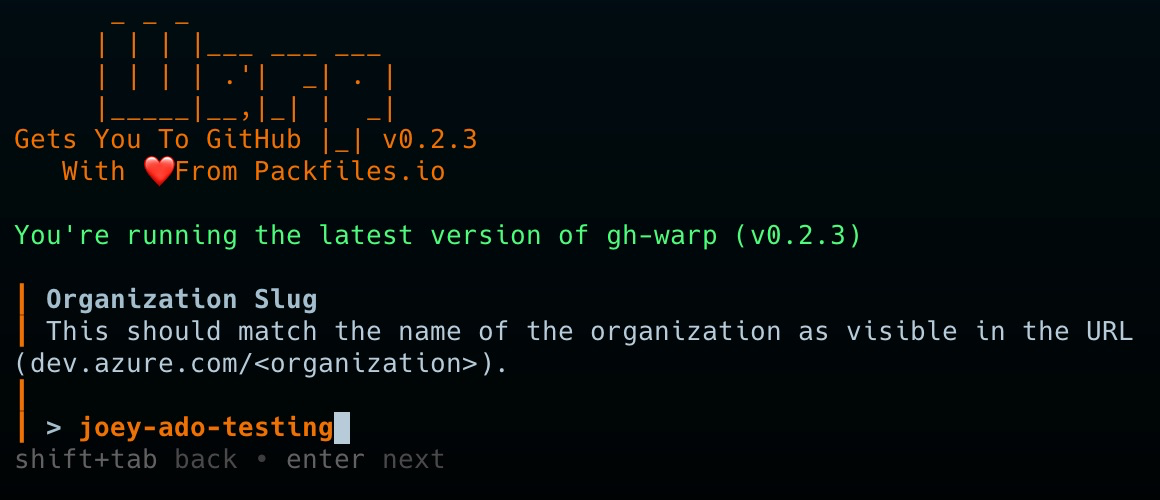 Warp
Gets You To GitHub v0.2.3
With ❤️From Packfiles.io
You're running the latest version of gh-warp (v0.2.3)
Organization Slug
This should match the name of the organization as visible in the URL
(dev.azure.com/<organization>).
> joey-ado-testing
shift+tab back • enter next